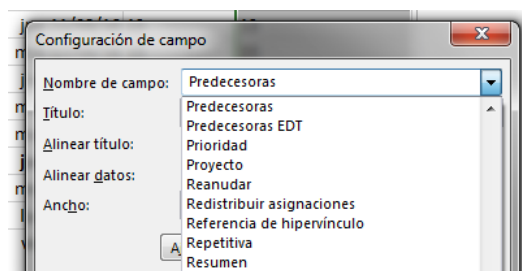 Configuración de campo
Nombre de campo: Predecesoras
Título:
Alinear título:
Alinear datos:
Ancho:
Predecesoras
Predecesoras EDT
Prioridad
Proyecto
Reanudar
Redistribuir asignaciones
Referencia de hipervínculo
Repetitiva
Resumen